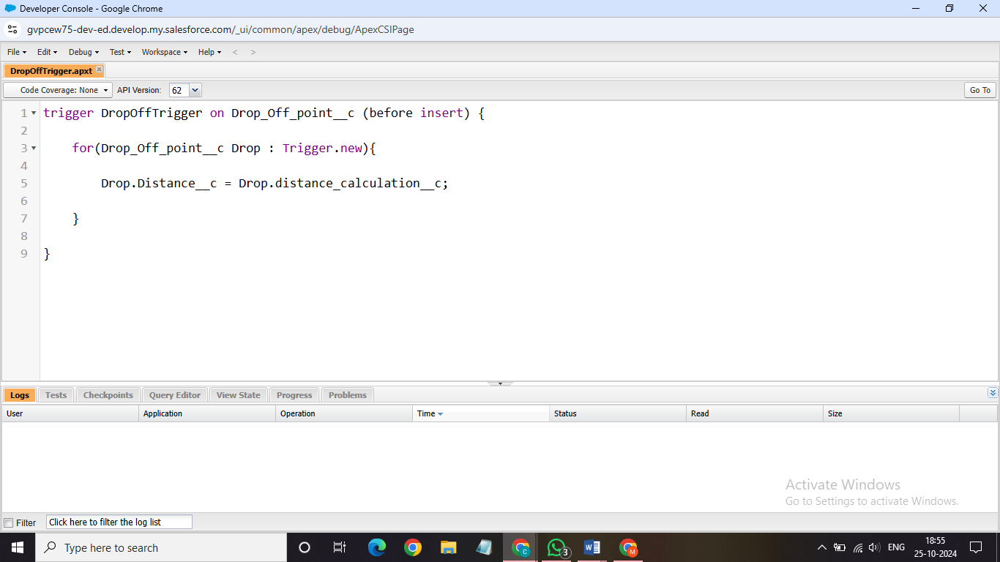 Developer Console - Google Chrome
gvpcew75-dev-ed.develop.my.salesforce.com/_ui/common/apex/debug/ApexCSIPage
File Edit Debug Test Workspace Help < >
DropOffTrigger.apxt
Code Coverage: None API Version: 62 Go To
1 trigger DropOffTrigger on Drop_Off_point__c (before insert) {
2
3 for(Drop_Off_point__c Drop : Trigger.new){
4
5 Drop.Distance__c = Drop.distance_calculation__c;
6
7 }
8
9 }
Logs Tests Checkpoints Query Editor View State Progress Problems
User Application Operation Time Status Read Size
Activate Windows
Go to Settings to activate Windows.
Filter Click here to filter the log list
Type here to search C 3 W M ENG 18:55
25-10-2024